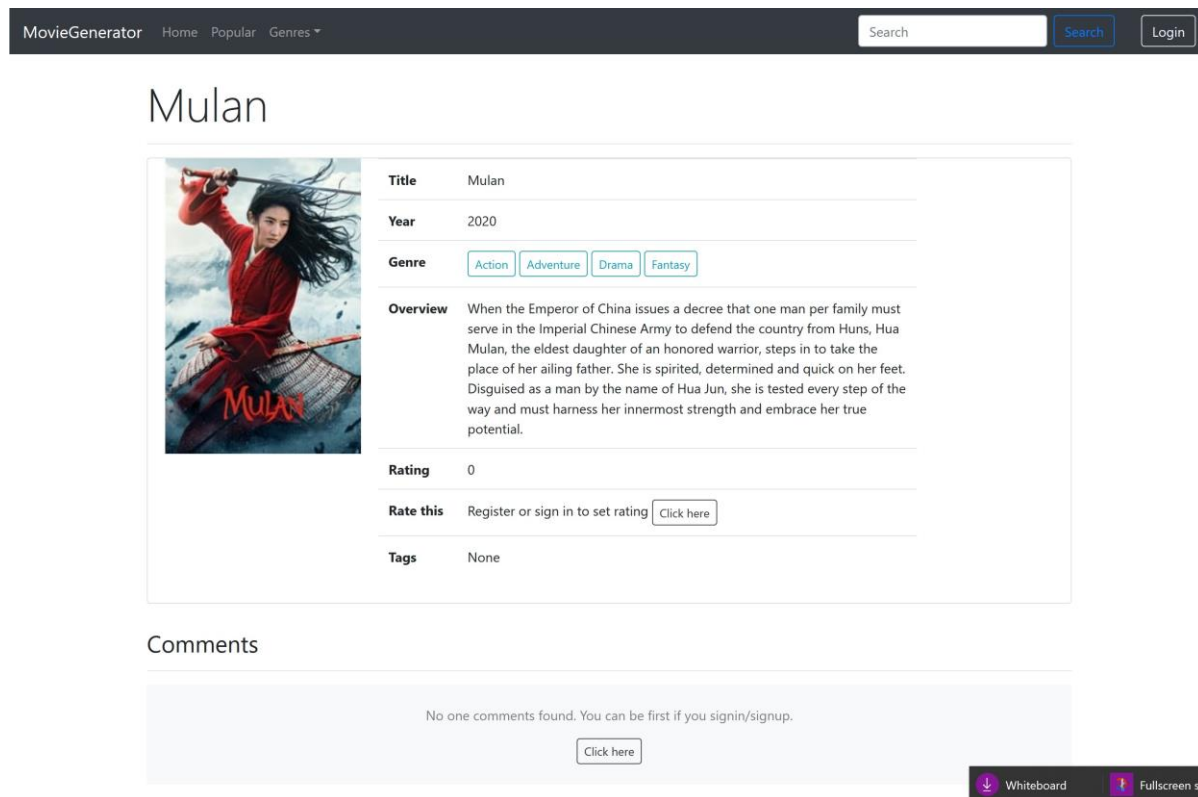 MovieGenerator Home Popular Genres Search Search Login
Mulan
Title Mulan
Year 2020
Genre Action Adventure Drama Fantasy
Overview When the Emperor of China issues a decree that one man per family must
serve in the Imperial Chinese Army to defend the country from Huns, Hua
Mulan, the eldest daughter of an honored warrior, steps in to take the
place of her ailing father. She is spirited, determined and quick on her feet.
Disguised as a man by the name of Hua Jun, she is tested every step of the
way and must harness her innermost strength and embrace her true
potential.
MULAN
Rating 0
Rate this Register or sign in to set rating Click here
Tags None
Comments
No one comments found. You can be first if you signin/signup.
Click here
Whiteboard Fullscreen s